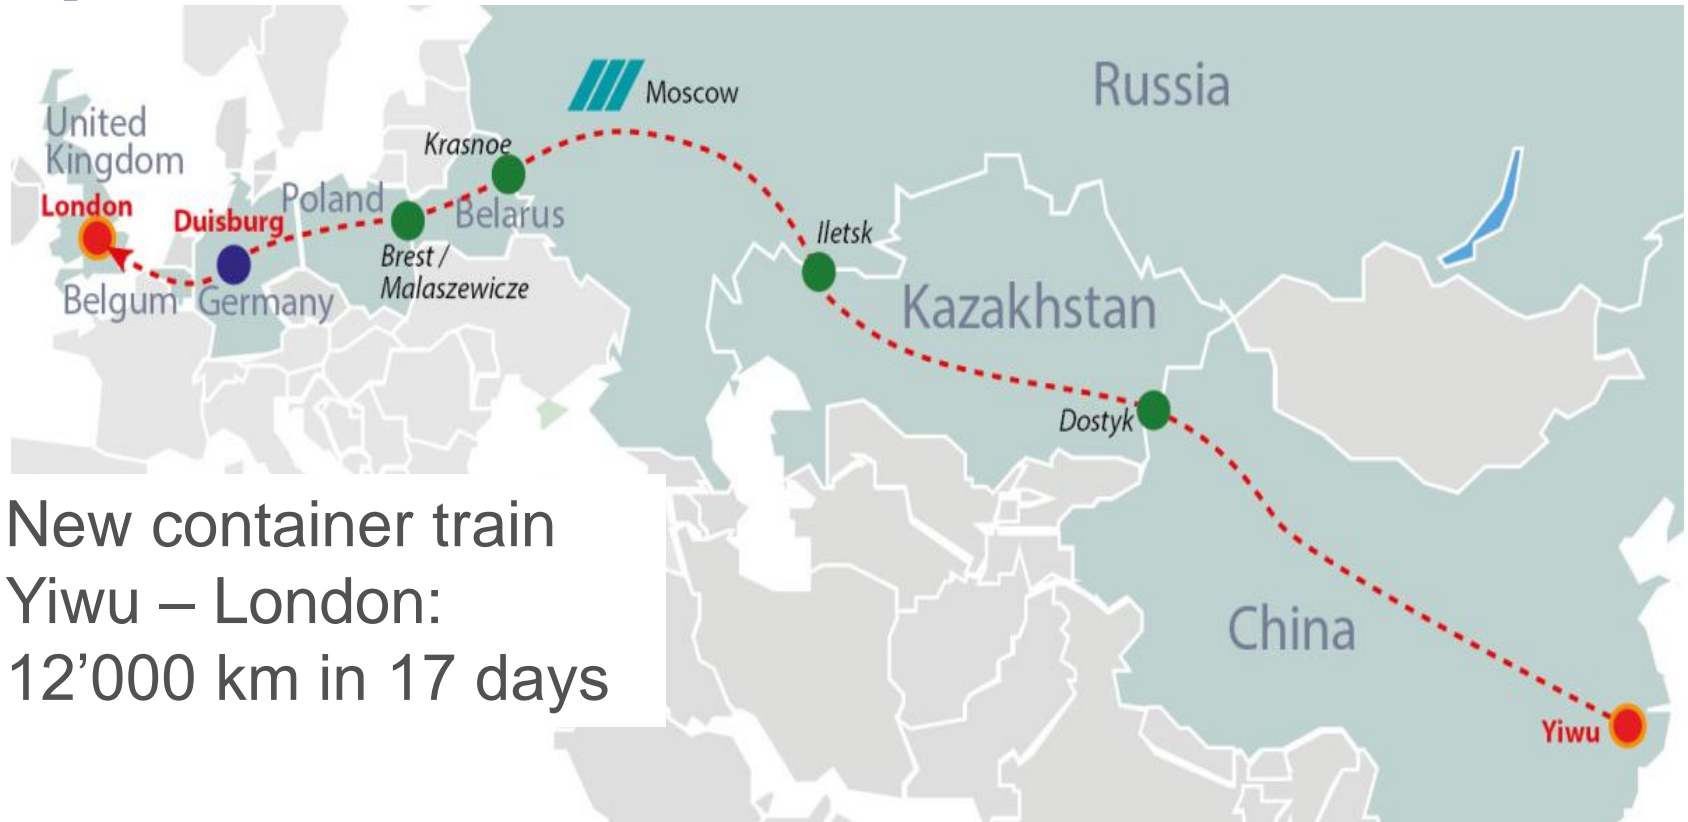 Moscow
Russia
United
Kingdom
Krasnoe
London
Duisburg
Poland
Belarus
Brest /
Malaszewicze
Iletsk
Belgum
Germany
Kazakhstan
Dostyk
New container train
Yiwu – London:
12’000 km in 17 days
China
Yiwu